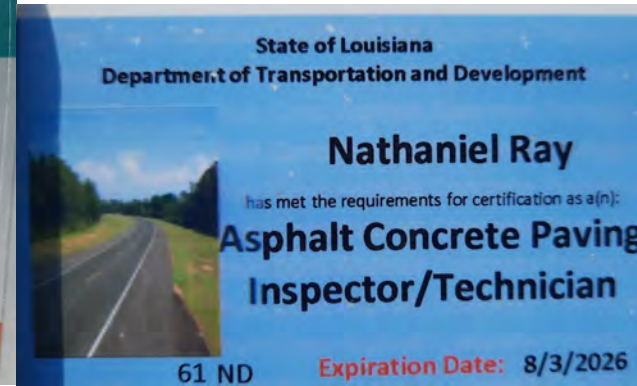 State of Louisiana
Department of Transportation and Development
Nathaniel Ray
has met the requirements for certification as a(n):
Asphalt Concrete Paving
Inspector/Technician
61 ND
Expiration Date: 8/3/2026